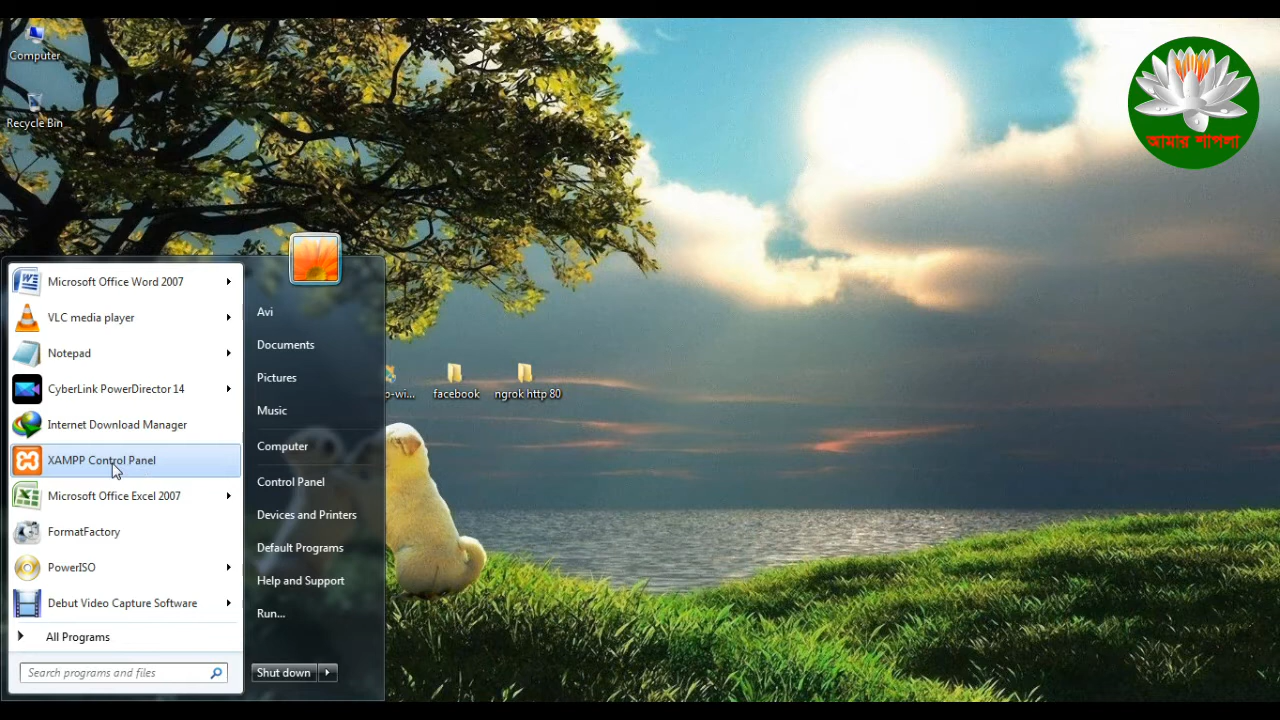 Computer
Recycle Bin
আমার শাপলা
Microsoft Office Word 2007
VLC media player
Notepad
CyberLink PowerDirector 14
Internet Download Manager
XAMPP Control Panel
Microsoft Office Excel 2007
FormatFactory
PowerISO
Debut Video Capture Software
All Programs
Search programs and files
Avi
Documents
Pictures
Music
Computer
Control Panel
Devices and Printers
Default Programs
Help and Support
Run...
Shut down
facebook
ngrok http 80